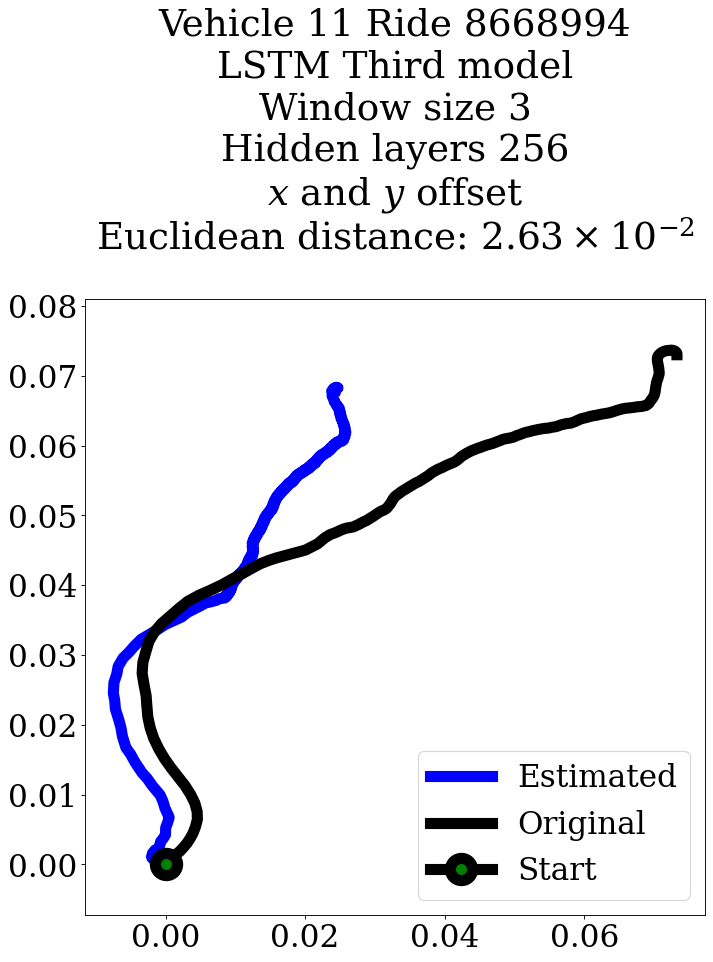 Vehicle 11 Ride 8668994
LSTM Third model
Window size 3
Hidden layers 256
x and y offset
Euclidean distance: 2.63 × 10⁻²
0.08
0.07
0.06
0.05
0.04
0.03
0.02
0.01
0.00
Estimated
Original
Start
0.00 0.02 0.04 0.06